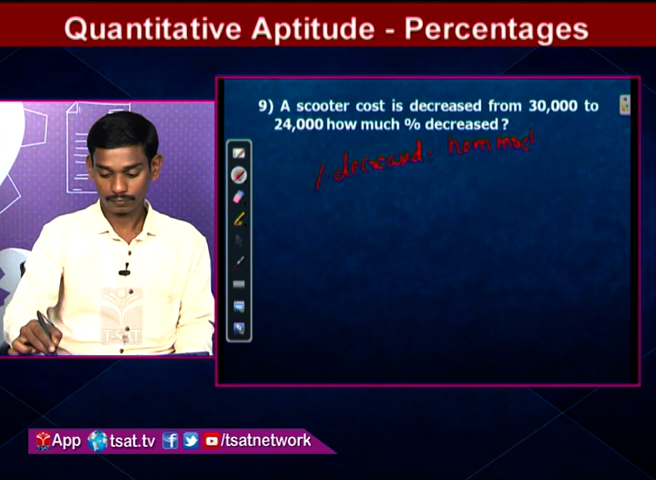 Quantitative Aptitude - Percentages
9) A scooter cost is decreased from 30,000 to
24,000 how much % decreased ?
TSAT
App tsat.tv /tsatnetwork